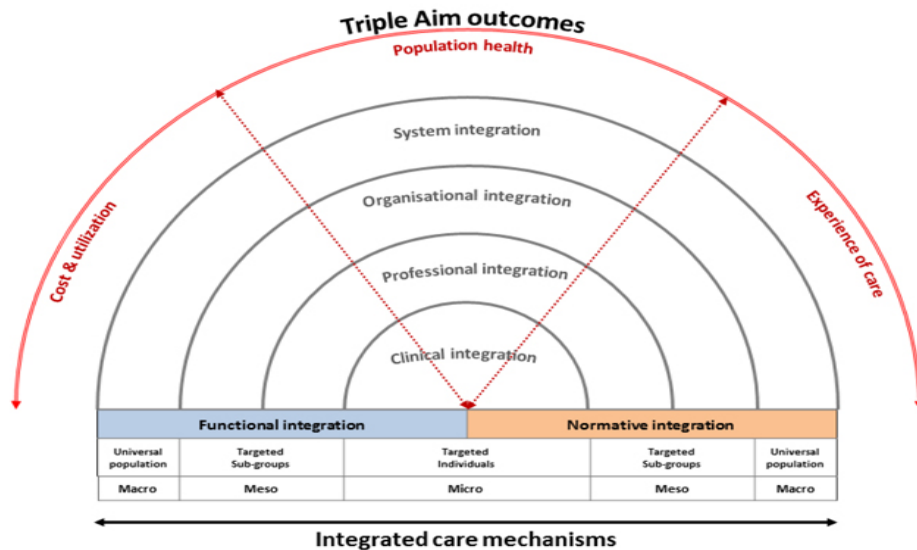 Triple Aim outcomes
Population health
System integration
Organisational integration
Professional integration
Clinical integration
Cost & utilization
Experience of care
Functional integration
Normative integration
Universal
population
Targeted
Sub-groups
Targeted
Individuals
Targeted
Sub-groups
Universal
population
Macro
Meso
Micro
Meso
Macro
Integrated care mechanisms